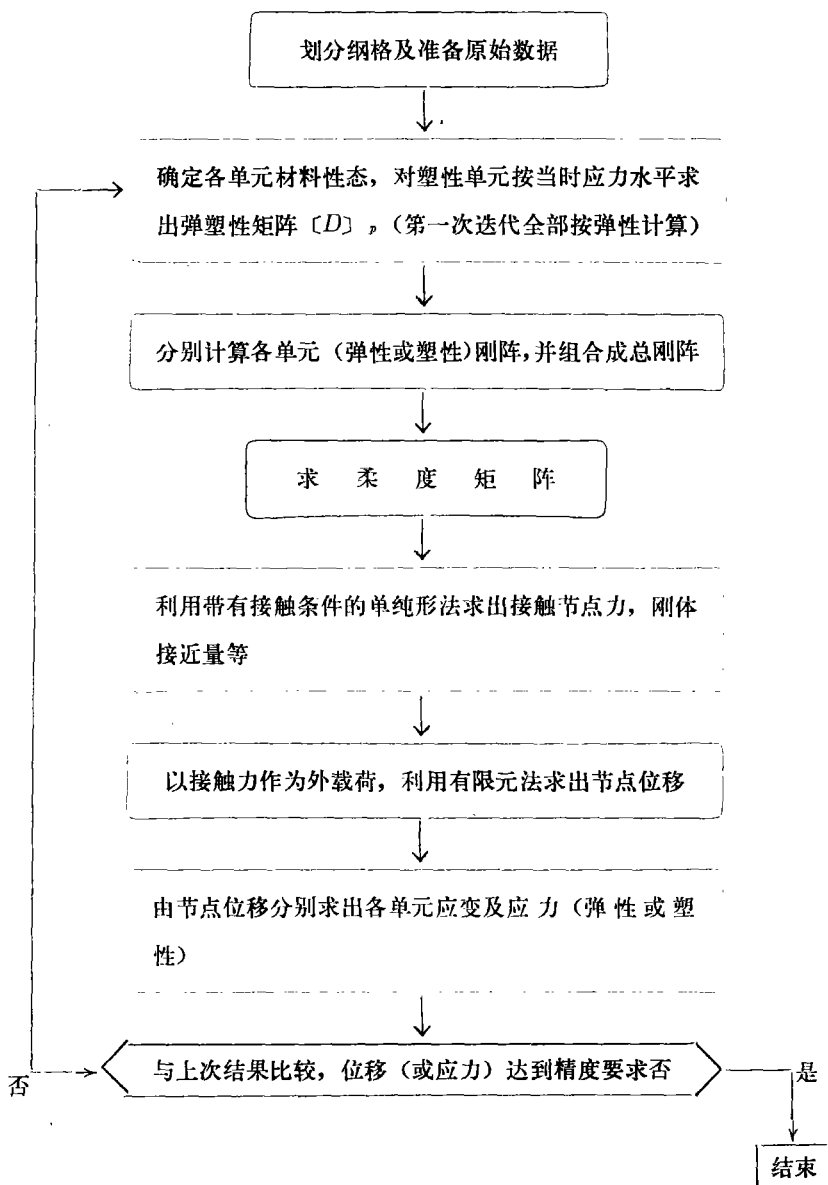 划分纲格及准备原始数据
确定各单元材料性态，对塑性单元按当时应力水平求
出弹塑性矩阵〔D〕p（第一次迭代全部按弹性计算）
分别计算各单元（弹性或塑性）刚阵，并组合成总刚阵
求 柔 度 矩 阵
利用带有接触条件的单纯形法求出接触节点力，刚体
接近量等
以接触力作为外载荷，利用有限元法求出节点位移
由节点位移分别求出各单元应变及应 力（弹 性 或 塑
性）
与上次结果比较，位移（或应力）达到精度要求否
否
是
结束